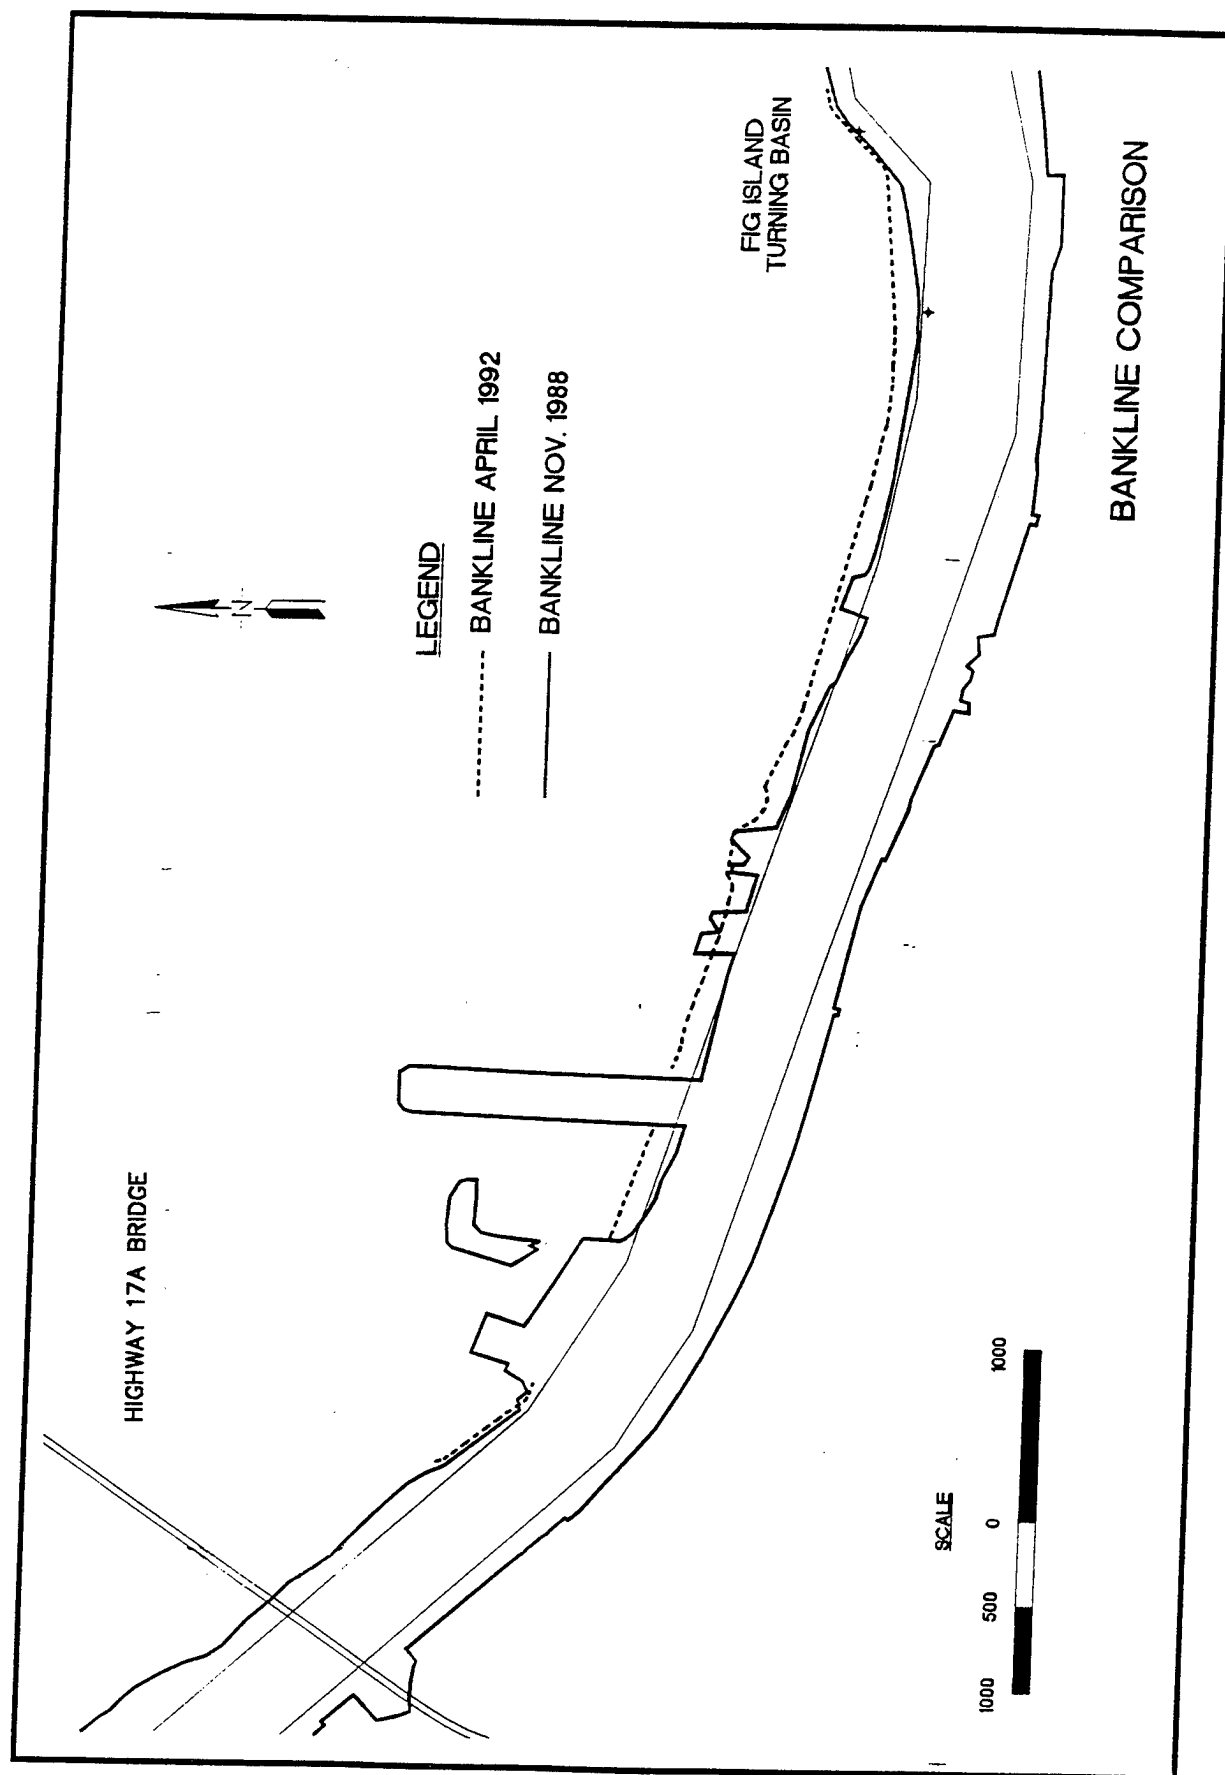 HIGHWAY 17A BRIDGE
N
LEGEND
BANKLINE APRIL 1992
BANKLINE NOV. 1988
FIG ISLAND
TURNING BASIN
SCALE
1000 500 0 1000
BANKLINE COMPARISON